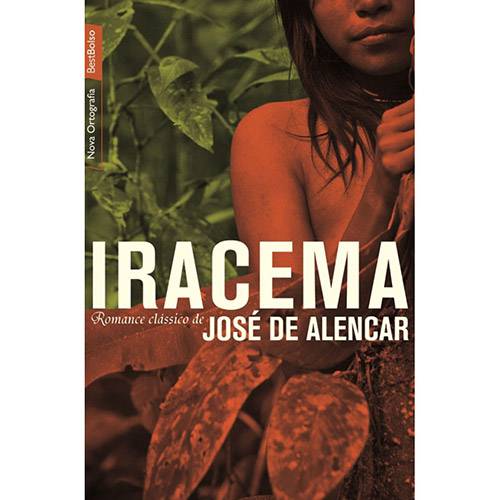 BestBolso
Nova Ortografia
IRACEMA
Romance clássico de
JOSÉ DE ALENCAR